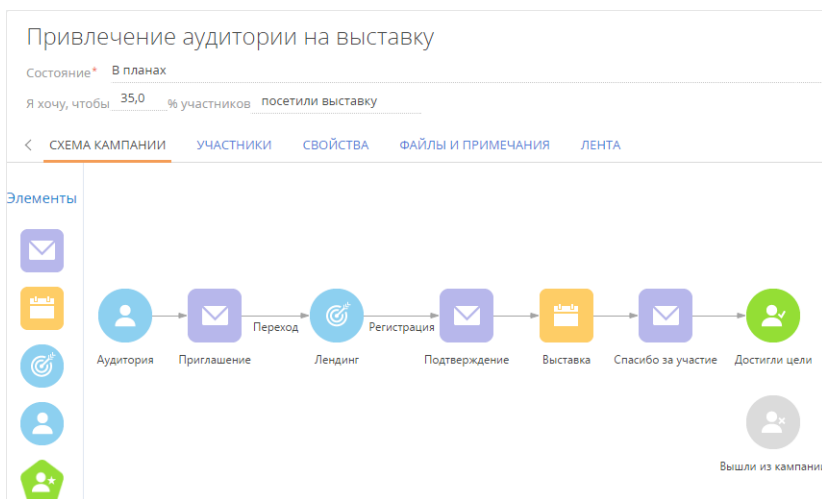 Привлечение аудитории на выставку
Состояние* В планах
Я хочу, чтобы 35,0 % участников посетили выставку
СХЕМА КАМПАНИИ УЧАСТНИКИ СВОЙСТВА ФАЙЛЫ И ПРИМЕЧАНИЯ ЛЕНТА
Элементы
Переход Регистрация
Аудитория Приглашение Лендинг Подтверждение Выставка Спасибо за участие Достигли цели
Вышли из кампании